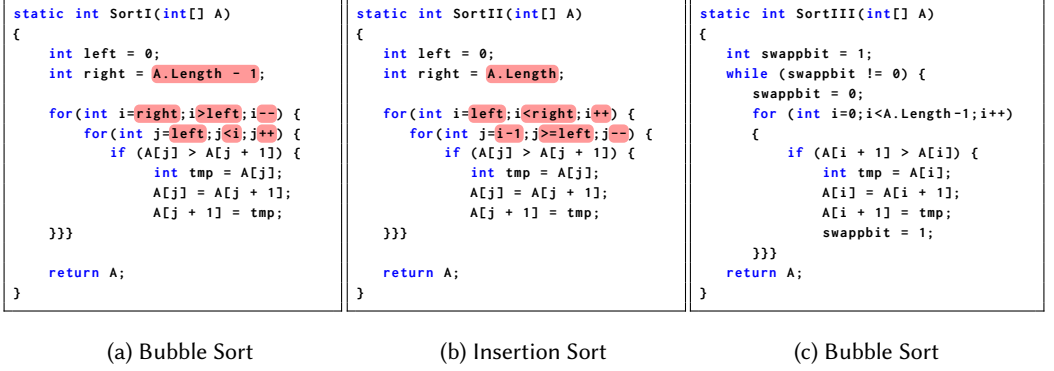 static int SortI(int[] A)
{
int left = 0;
int right = A.Length - 1;
for(int i=right;i>left;i--) {
for(int j=left;j<i;j++) {
if (A[j] > A[j + 1]) {
int tmp = A[j];
A[j] = A[j + 1];
A[j + 1] = tmp;
}}}
return A;
}
(a) Bubble Sort
static int SortII(int[] A)
{
int left = 0;
int right = A.Length;
for(int i=left;i<right;i++) {
for(int j=i-1;j>=left;j--) {
if (A[j] > A[j + 1]) {
int tmp = A[j];
A[j] = A[j + 1];
A[j + 1] = tmp;
}}}
return A;
}
(b) Insertion Sort
static int SortIII(int[] A)
{
int swappbit = 1;
while (swappbit != 0) {
swappbit = 0;
for (int i=0;i<A.Length-1;i++)
{
if (A[i + 1] > A[i]) {
int tmp = A[i];
A[i] = A[i + 1];
A[i + 1] = tmp;
swappbit = 1;
}}}
return A;
}
(c) Bubble Sort